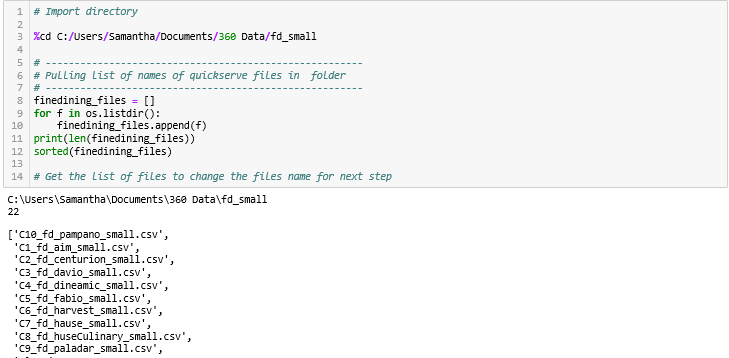 1 # Import directory
2
3 %cd C:/Users/Samantha/Documents/360 Data/fd_small
4
5 # --------------------------------------------------
6 # Pulling list of names of quickserve files in  folder
7 # --------------------------------------------------
8 finedining_files = []
9 for f in os.listdir():
10     finedining_files.append(f)
11 print(len(finedining_files))
12 sorted(finedining_files)
13
14 # Get the list of files to change the files name for next step
C:\Users\Samantha\Documents\360 Data\fd_small
22
['C10_fd_pampano_small.csv',
 'C1_fd_aim_small.csv',
 'C2_fd_centurion_small.csv',
 'C3_fd_davio_small.csv',
 'C4_fd_dineamic_small.csv',
 'C5_fd_fabio_small.csv',
 'C6_fd_harvest_small.csv',
 'C7_fd_hause_small.csv',
 'C8_fd_huseCulinary_small.csv',
 'C9_fd_paladar_small.csv',